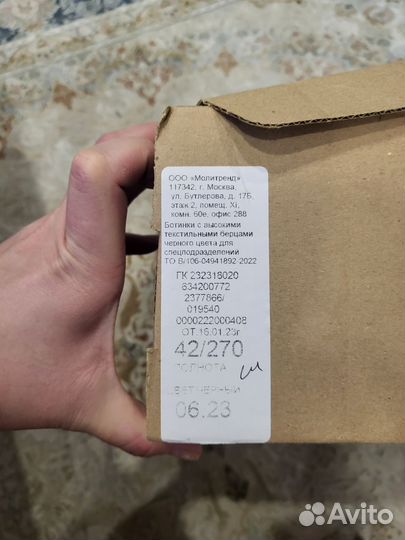 ООО «Молитренд»
117342, г. Москва,
ул. Бутлерова, д. 17Б,
этаж 2, помещ. XI,
комн. 60е, офис 288
Ботинки с высокими
текстильными берцами
черного цвета для
спецподразделений
ТО В/106-04941892-2022
ГК 232318020
834200772
2377866/
019540
0000222000408
ОТ 16.01.23г
42/270
ПОЛНОТА
ЦВЕТ ЧЕРНЫЙ
06.23
Avito